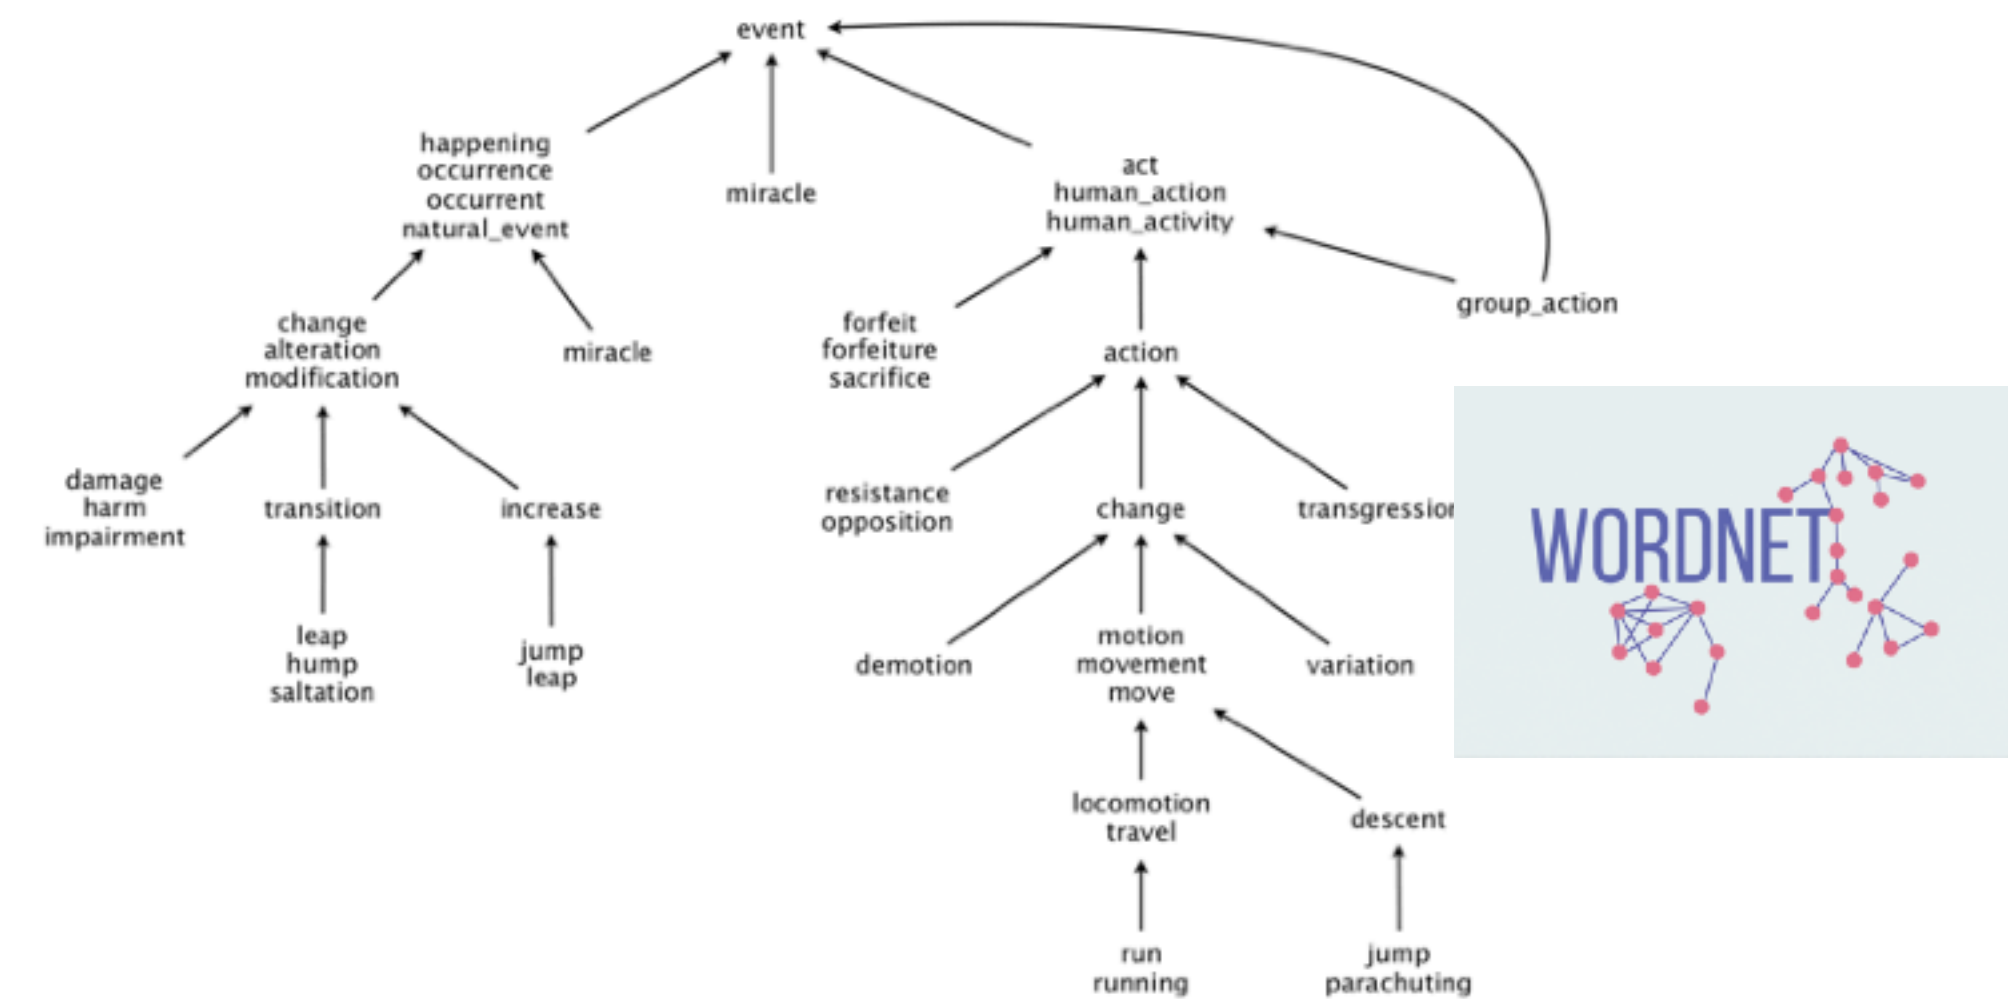 event
happening
occurrence
occurrent
natural_event
miracle
act
human_action
human_activity
group_action
change
alteration
modification
miracle
forfeit
forfeiture
sacrifice
action
damage
harm
impairment
transition
increase
resistance
opposition
change
transgression
WORDNET
leap
hump
saltation
jump
leap
demotion
motion
movement
move
variation
locomotion
travel
descent
run
running
jump
parachuting